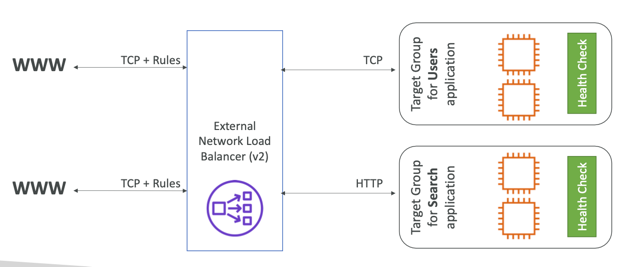 WWW
TCP + Rules
TCP
Target Group
for Users
application
Health Check
External
Network Load
Balancer (v2)
WWW
TCP + Rules
HTTP
Target Group
for Search
application
Health Check